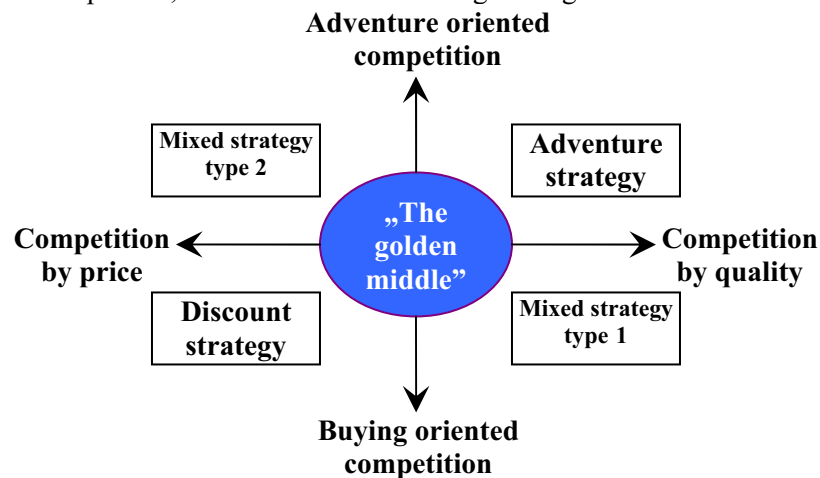 Adventure oriented
competition
Mixed strategy
type 2
Adventure
strategy
„The
golden
middle”
Competition
by price
Competition
by quality
Discount
strategy
Mixed strategy
type 1
Buying oriented
competition